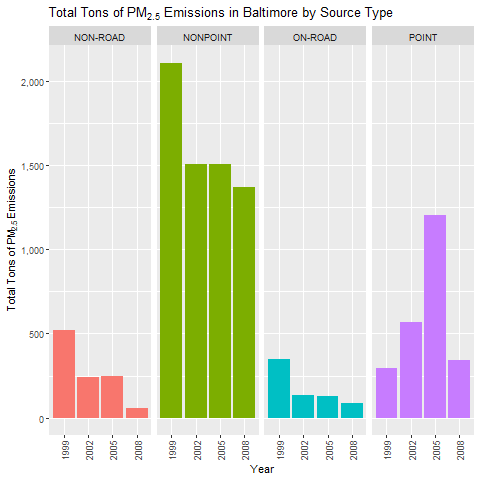 Total Tons of PM2.5 Emissions in Baltimore by Source Type
NON-ROAD NONPOINT ON-ROAD POINT
2,000
1,500
1,000
500
0
Total Tons of PM2.5 Emissions
1999 2002 2005 2008 1999 2002 2005 2008 1999 2002 2005 2008 1999 2002 2005 2008
Year